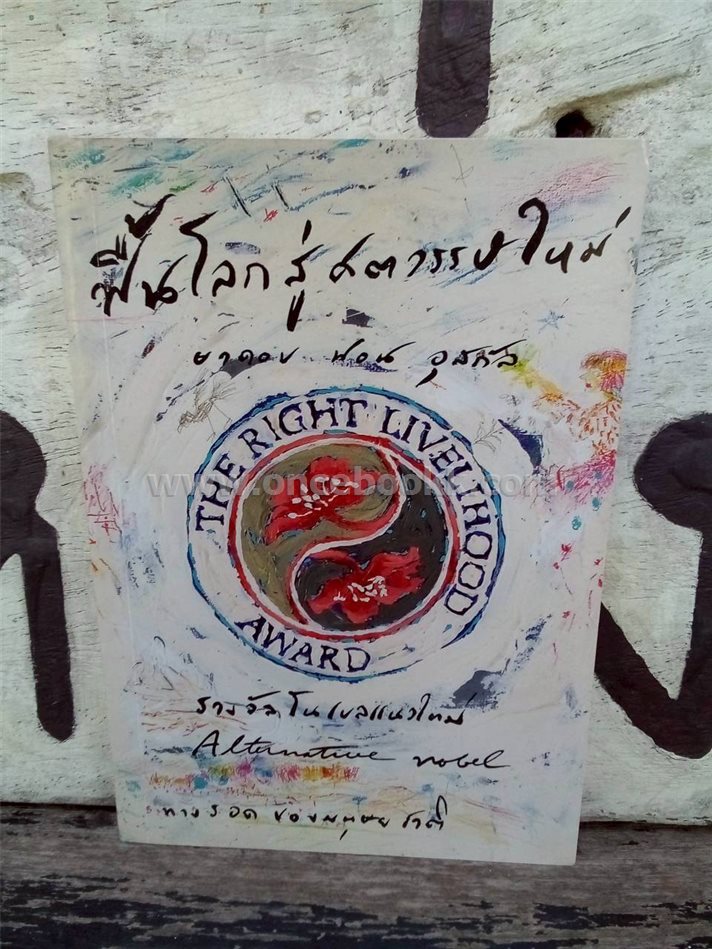 ฟื้นโลกสู่ศตวรรษใหม่
ยาคอบ ฟอน อุสกัล
THE RIGHT LIVELIHOOD
AWARD
www.oncebooks.com
รางวัลโนเบลแนวใหม่
Alternative nobel
ทางรอดของมนุษยชาติ